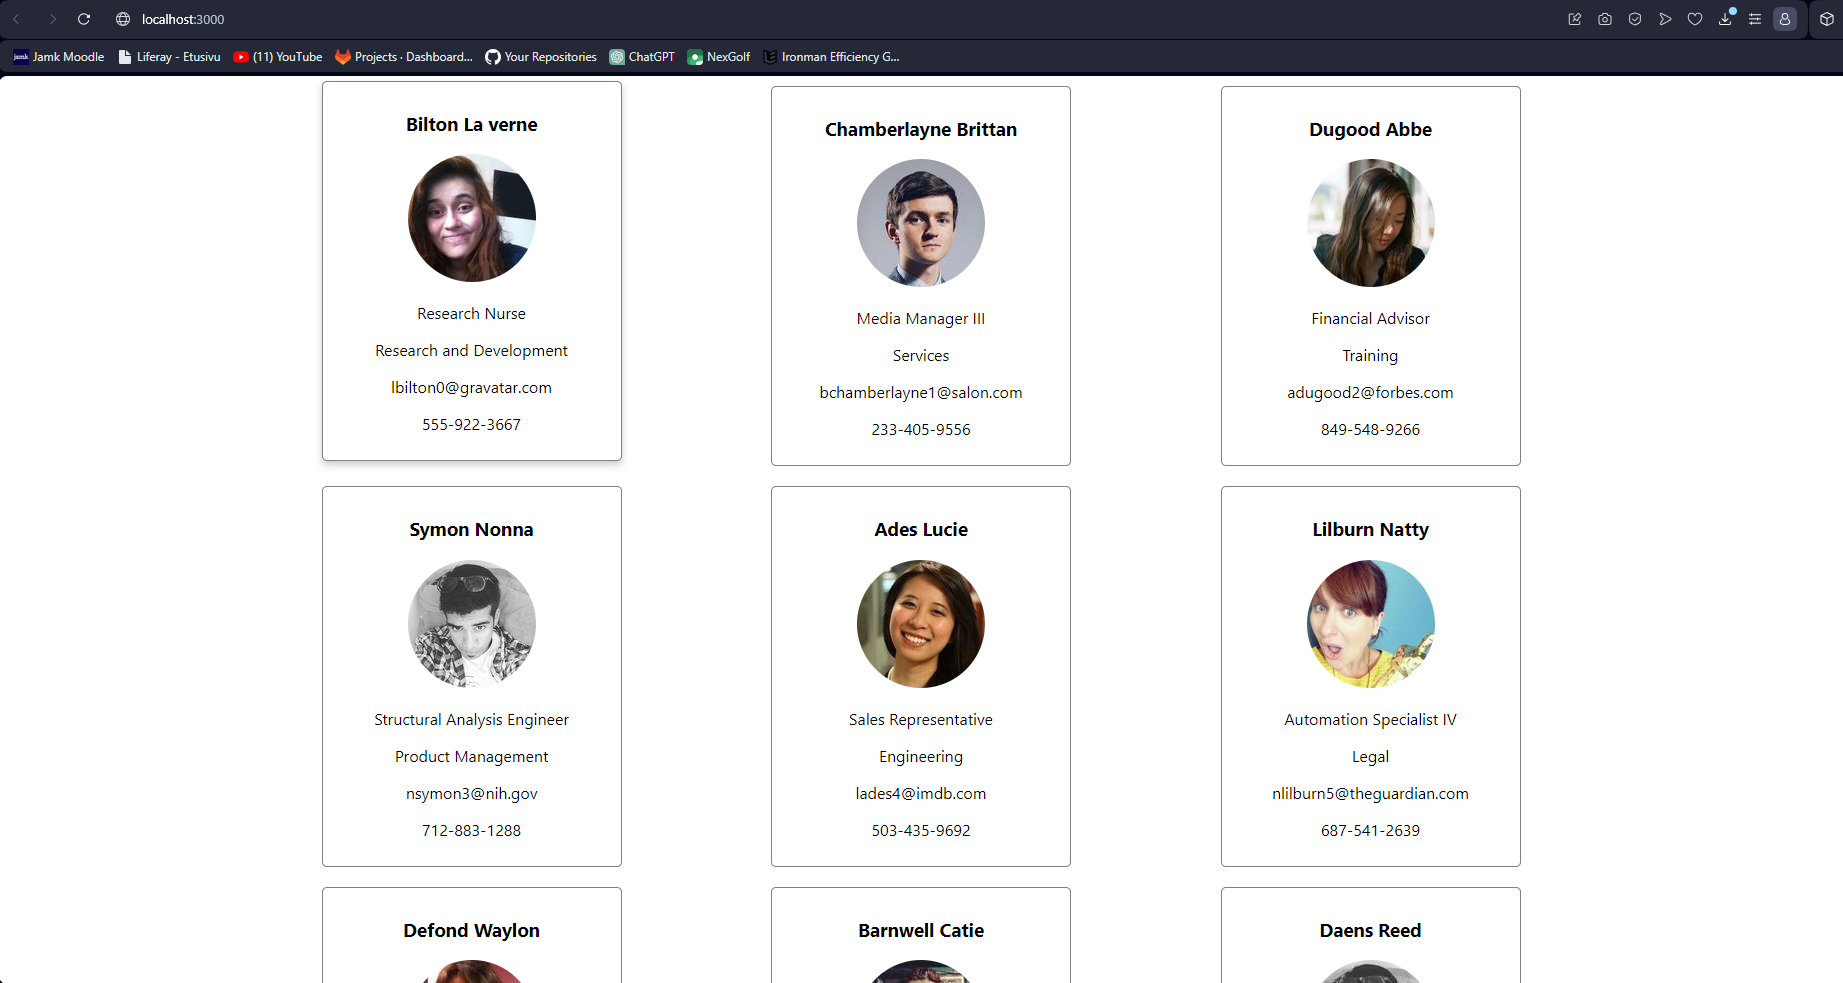 localhost:3000
jamk Jamk Moodle Liferay - Etusivu (11) YouTube Projects · Dashboard... Your Repositories ChatGPT NexGolf Ironman Efficiency G...
Bilton La verne
Research Nurse
Research and Development
lbilton0@gravatar.com
555-922-3667
Chamberlayne Brittan
Media Manager III
Services
bchamberlayne1@salon.com
233-405-9556
Dugood Abbe
Financial Advisor
Training
adugood2@forbes.com
849-548-9266
Symon Nonna
Structural Analysis Engineer
Product Management
nsymon3@nih.gov
712-883-1288
Ades Lucie
Sales Representative
Engineering
lades4@imdb.com
503-435-9692
Lilburn Natty
Automation Specialist IV
Legal
nlilburn5@theguardian.com
687-541-2639
Defond Waylon
Barnwell Catie
Daens Reed